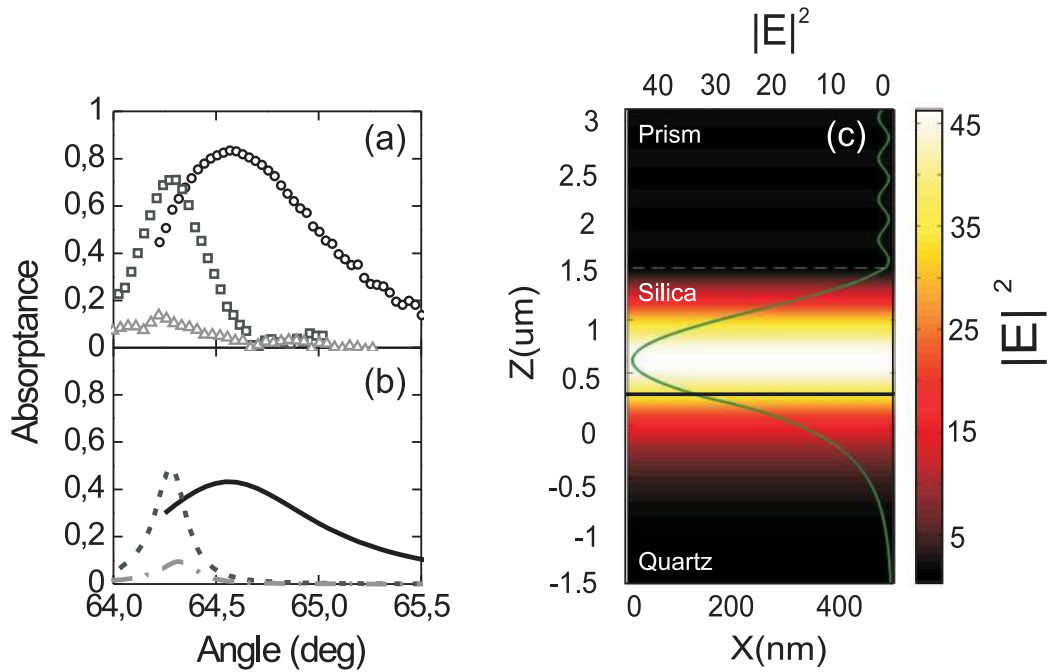 |E|²
40 30 20 10 0
1
0,8
0,6
0,4
0,2
0
(a)
Absorptance
0,8
0,6
0,4
0,2
0
(b)
64,0 64,5 65,0 65,5
Angle (deg)
Z(um)
3
2.5
2
1.5
1
0.5
0
-0.5
-1
-1.5
Prism
(c)
Silica
Quartz
0 200 400
X(nm)
45
35
25
15
5
|E|²